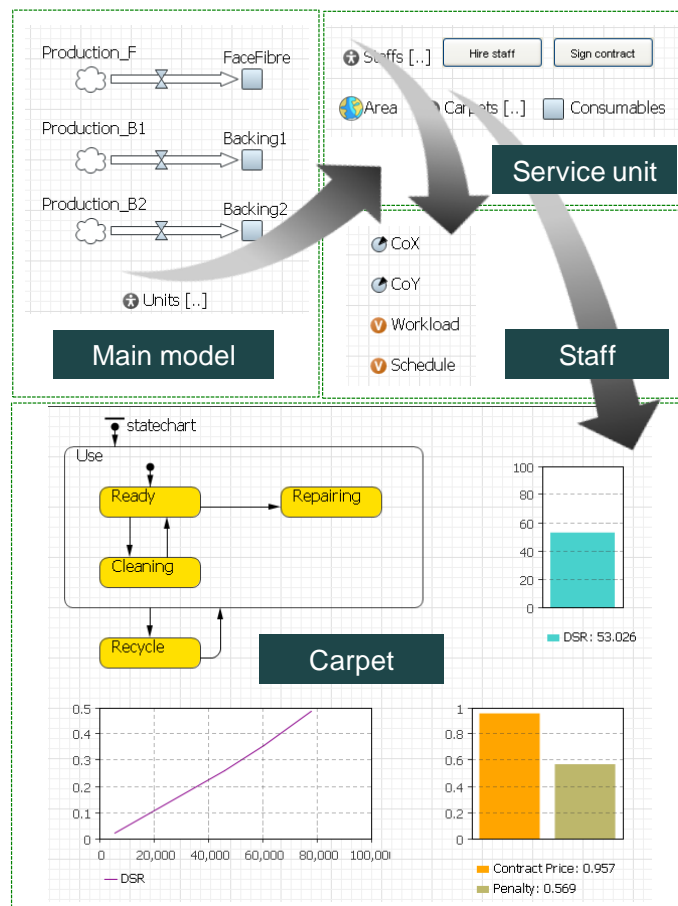 Production_F
FaceFibre
Production_B1
Backing1
Production_B2
Backing2
Units [..]
Main model
Staffs [..]
Hire staff
Sign contract
Area
Carpets [..]
Consumables
Service unit
CoX
CoY
Workload
Schedule
Staff
statechart
Use
Ready
Repairing
Cleaning
Recycle
100
80
60
40
20
0
DSR: 53.026
Carpet
0.5
0.4
0.3
0.2
0.1
0
0 20,000 40,000 60,000 80,000 100,00
DSR
1
0.8
0.6
0.4
0.2
0
Contract Price: 0.957
Penalty: 0.569